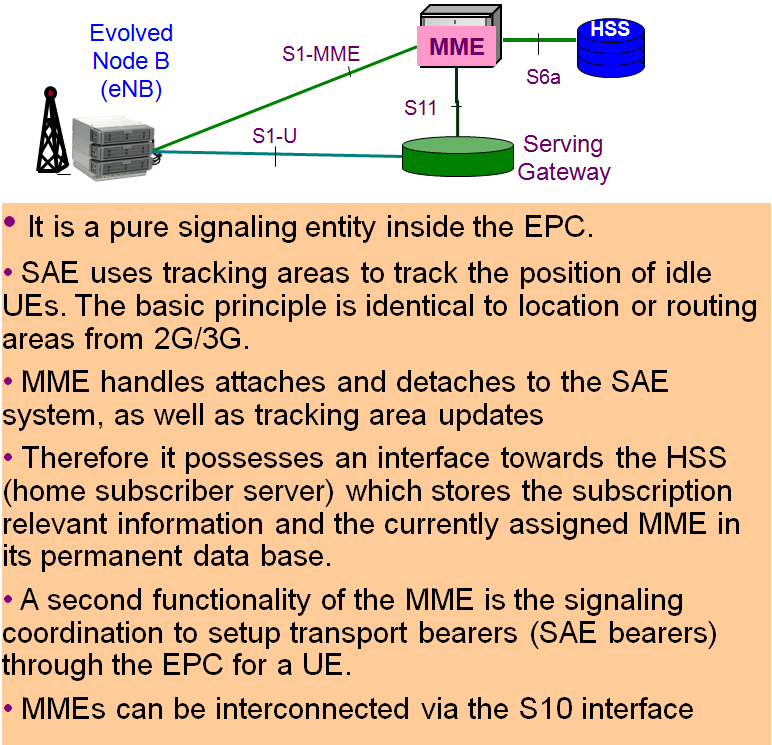 Evolved
Node B
(eNB)
S1-MME
MME
HSS
S6a
S11
S1-U
Serving
Gateway
• It is a pure signaling entity inside the EPC.
• SAE uses tracking areas to track the position of idle
UEs. The basic principle is identical to location or routing
areas from 2G/3G.
• MME handles attaches and detaches to the SAE
system, as well as tracking area updates
• Therefore it possesses an interface towards the HSS
(home subscriber server) which stores the subscription
relevant information and the currently assigned MME in
its permanent data base.
• A second functionality of the MME is the signaling
coordination to setup transport bearers (SAE bearers)
through the EPC for a UE.
• MMEs can be interconnected via the S10 interface